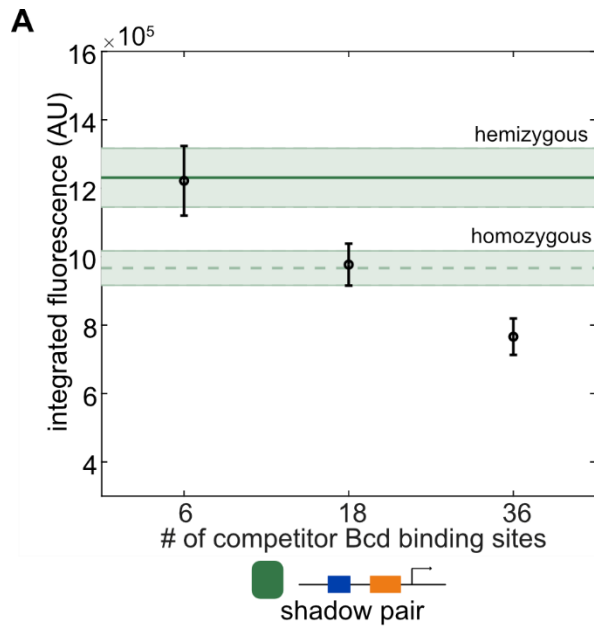 A
×10⁵
16
14
12
10
8
6
4
integrated fluorescence (AU)
hemizygous
homozygous
6 18 36
# of competitor Bcd binding sites
shadow pair